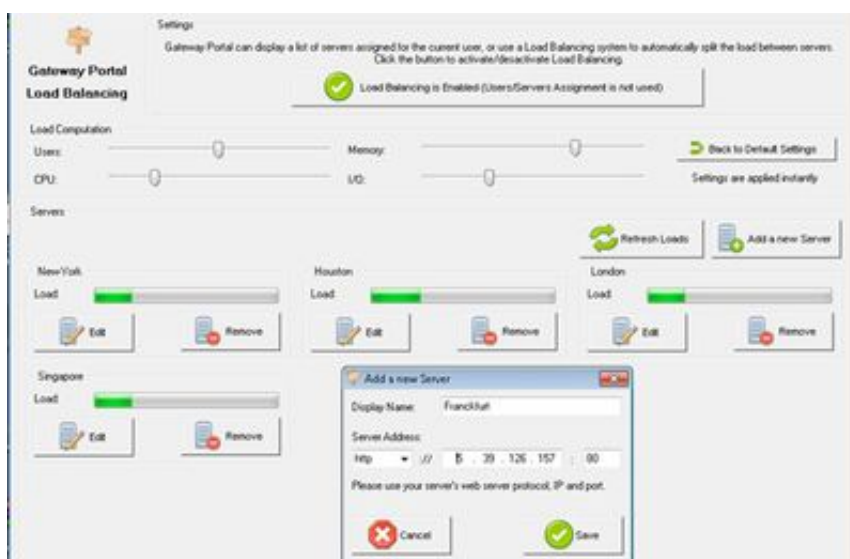 Settings
Gateway Portal can display a list of servers assigned for the current user, or use a Load Balancing system to automatically split the load between servers.
Click the button to activate/desactivate Load Balancing.
Gateway Portal
Load Balancing
Load Balancing is Enabled (Users/Servers Assignment is not used)
Load Computation
Users:
Memory:
Back to Default Settings
CPU:
I/O:
Settings are applied instantly
Servers
Refresh Loads
Add a new Server
New York
Houston
London
Load
Load
Load
Edit
Remove
Edit
Remove
Edit
Remove
Singapore
Load
Edit
Remove
Add a new Server
Display Name:
Franckfurt
Server Address:
http :// 5 . 39 . 126 . 157 : 80
Please use your server's web server protocol, IP and port.
Cancel
Save